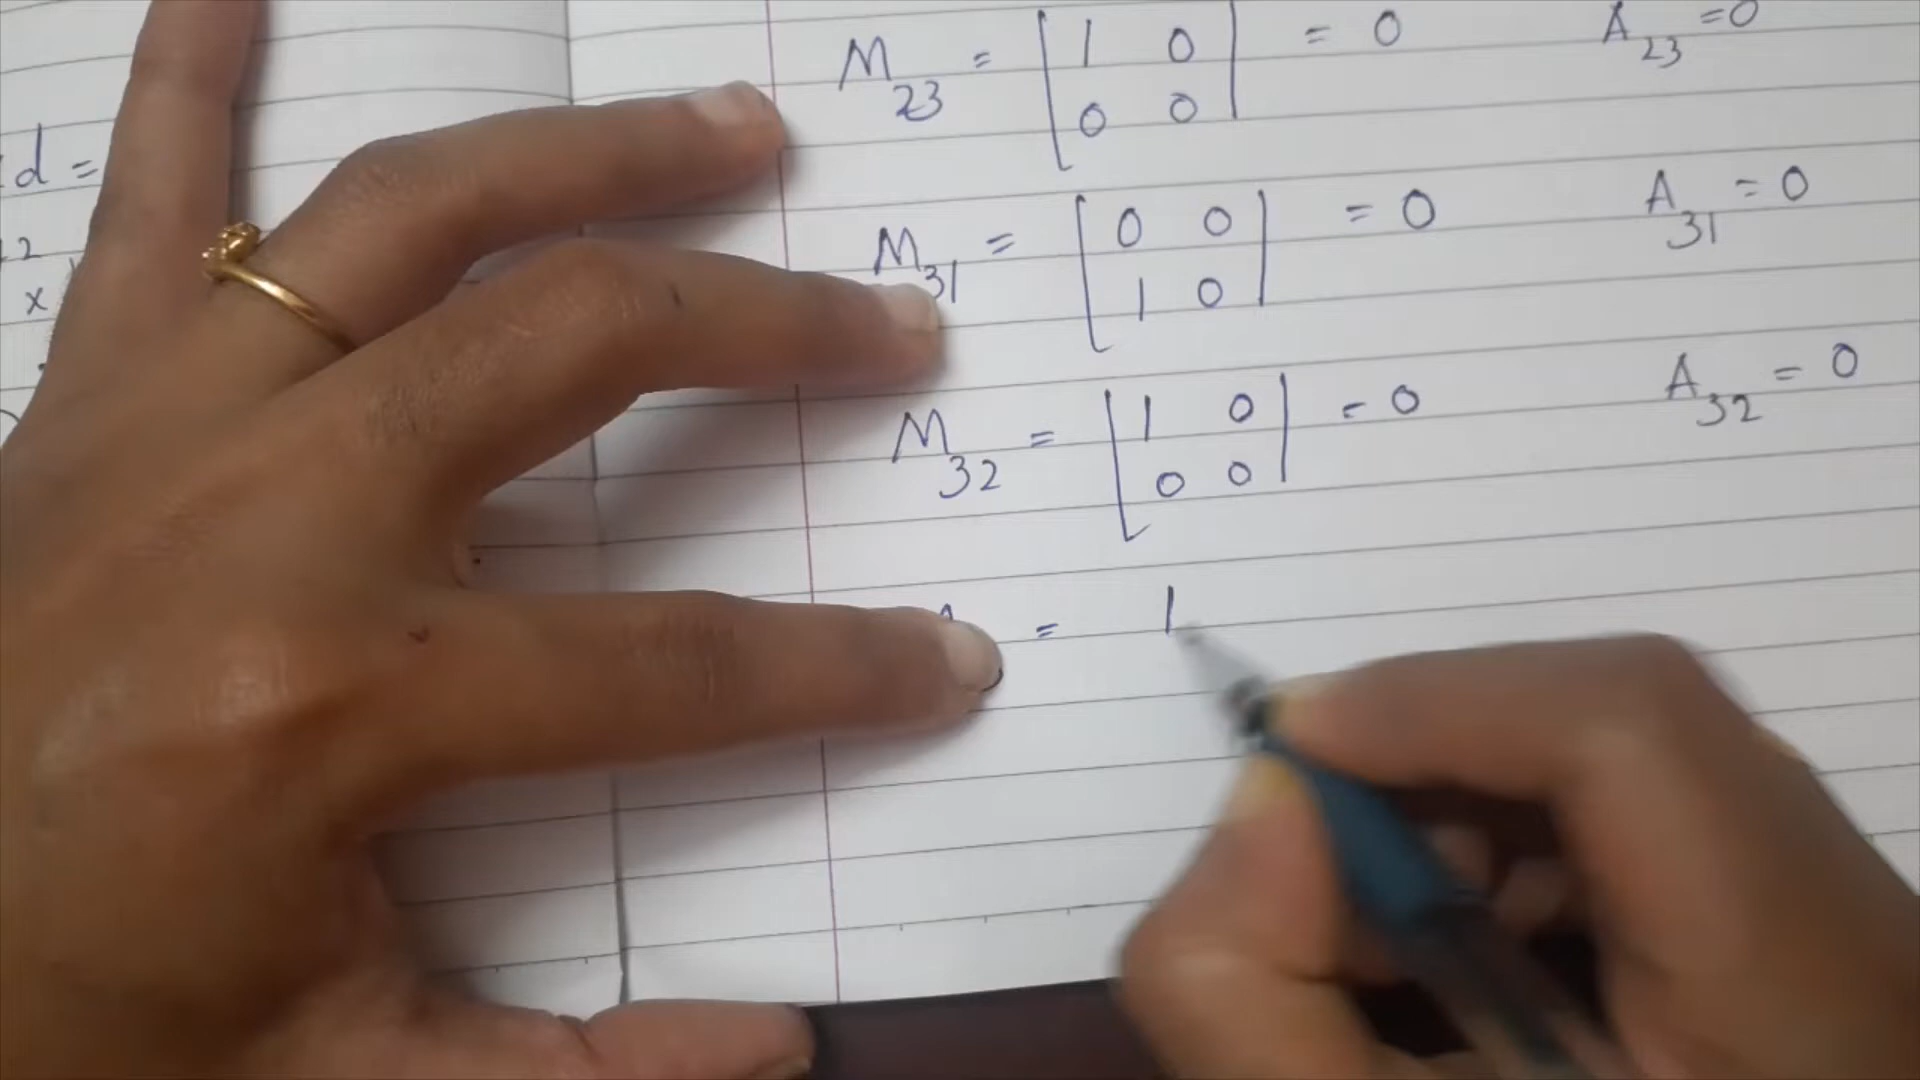 d =
2
x
M23 = | 1 0 | = 0 A23 = 0
| 0 0 |
M31 = | 0 0 | = 0 A31 = 0
| 1 0 |
M32 = | 1 0 | = 0 A32 = 0
| 0 0 |
= 1